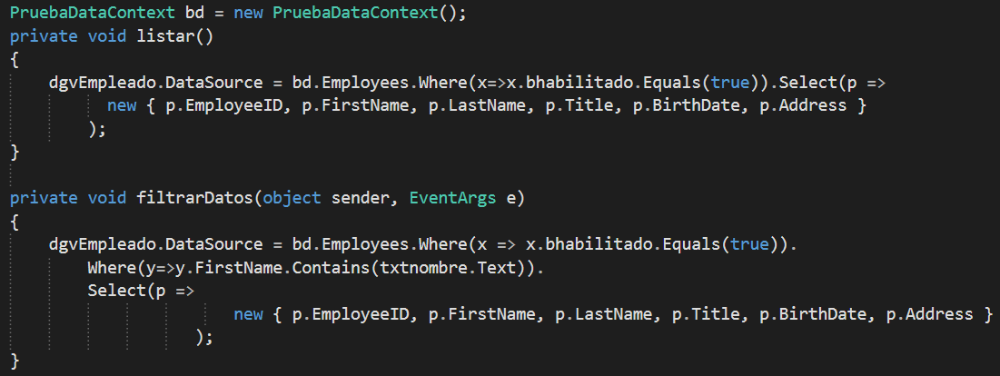 PruebaDataContext bd = new PruebaDataContext();
private void listar()
{
dgvEmpleado.DataSource = bd.Employees.Where(x=>x.bhabilitado.Equals(true)).Select(p =>
new { p.EmployeeID, p.FirstName, p.LastName, p.Title, p.BirthDate, p.Address }
);
}
private void filtrarDatos(object sender, EventArgs e)
{
dgvEmpleado.DataSource = bd.Employees.Where(x => x.bhabilitado.Equals(true)).
Where(y=>y.FirstName.Contains(txtnombre.Text)).
Select(p =>
new { p.EmployeeID, p.FirstName, p.LastName, p.Title, p.BirthDate, p.Address }
);
}